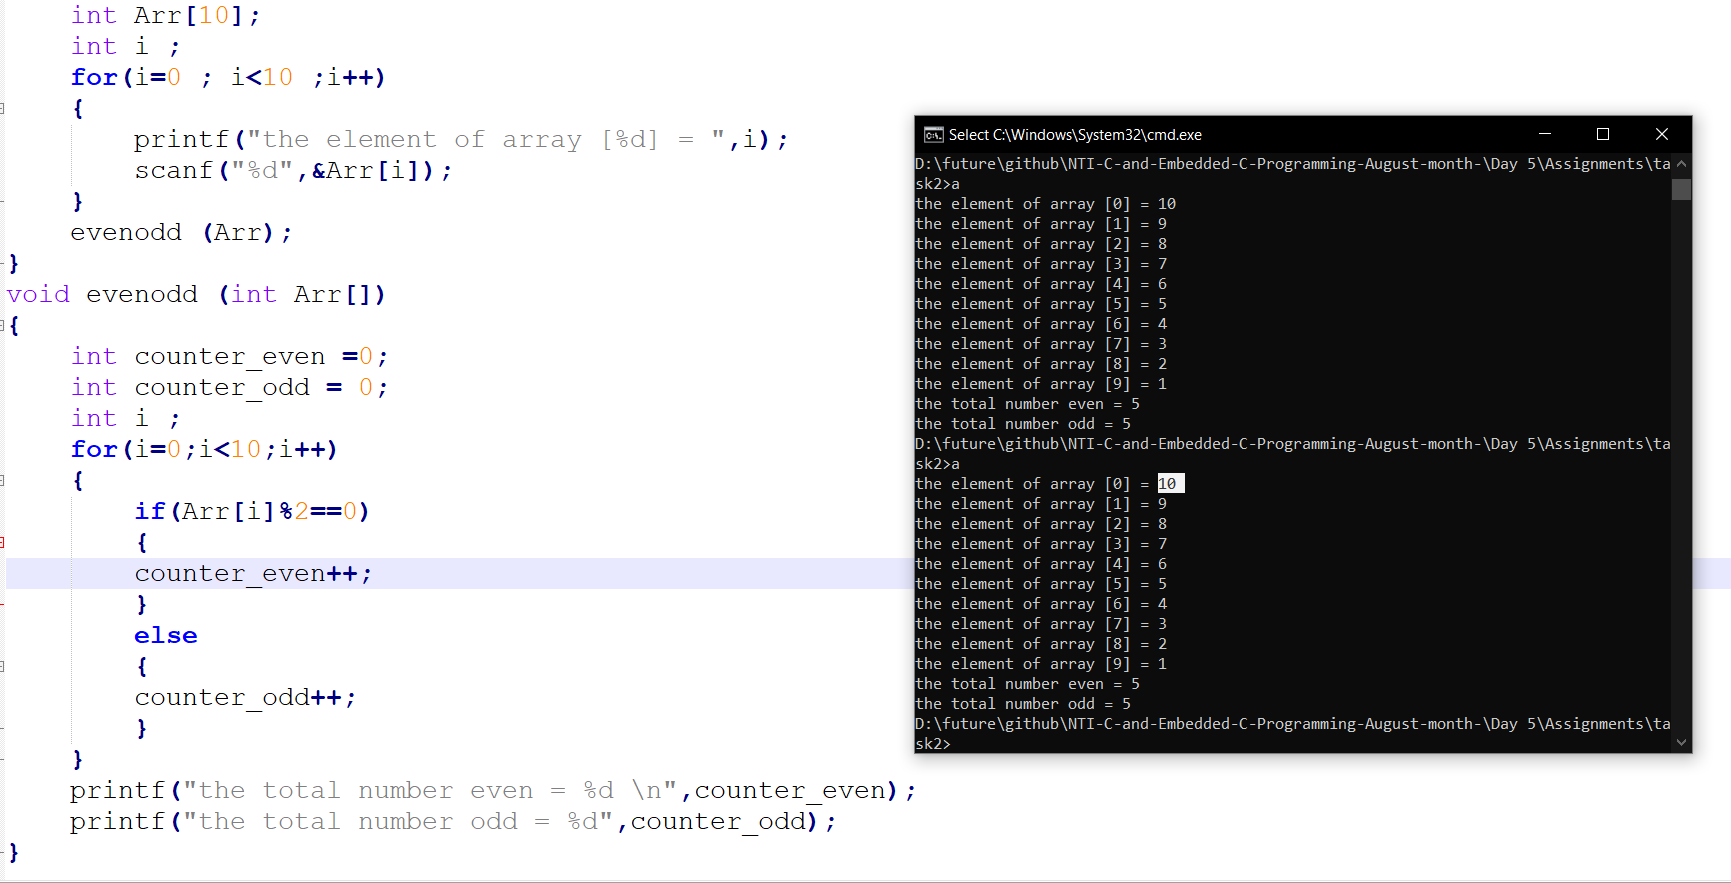 int Arr[10];
int i ;
for(i=0 ; i<10 ;i++)
{
printf("the element of array [%d] = ",i);
scanf("%d",&Arr[i]);
}
evenodd (Arr);
}
void evenodd (int Arr[])
{
int counter_even =0;
int counter_odd = 0;
int i ;
for(i=0;i<10;i++)
{
if(Arr[i]%2==0)
{
counter_even++;
}
else
{
counter_odd++;
}
}
printf("the total number even = %d \n",counter_even);
printf("the total number odd = %d",counter_odd);
}
Select C:\Windows\System32\cmd.exe
D:\future\github\NTI-C-and-Embedded-C-Programming-August-month-\Day 5\Assignments\ta
sk2>a
the element of array [0] = 10
the element of array [1] = 9
the element of array [2] = 8
the element of array [3] = 7
the element of array [4] = 6
the element of array [5] = 5
the element of array [6] = 4
the element of array [7] = 3
the element of array [8] = 2
the element of array [9] = 1
the total number even = 5
the total number odd = 5
D:\future\github\NTI-C-and-Embedded-C-Programming-August-month-\Day 5\Assignments\ta
sk2>a
the element of array [0] = 10
the element of array [1] = 9
the element of array [2] = 8
the element of array [3] = 7
the element of array [4] = 6
the element of array [5] = 5
the element of array [6] = 4
the element of array [7] = 3
the element of array [8] = 2
the element of array [9] = 1
the total number even = 5
the total number odd = 5
D:\future\github\NTI-C-and-Embedded-C-Programming-August-month-\Day 5\Assignments\ta
sk2>